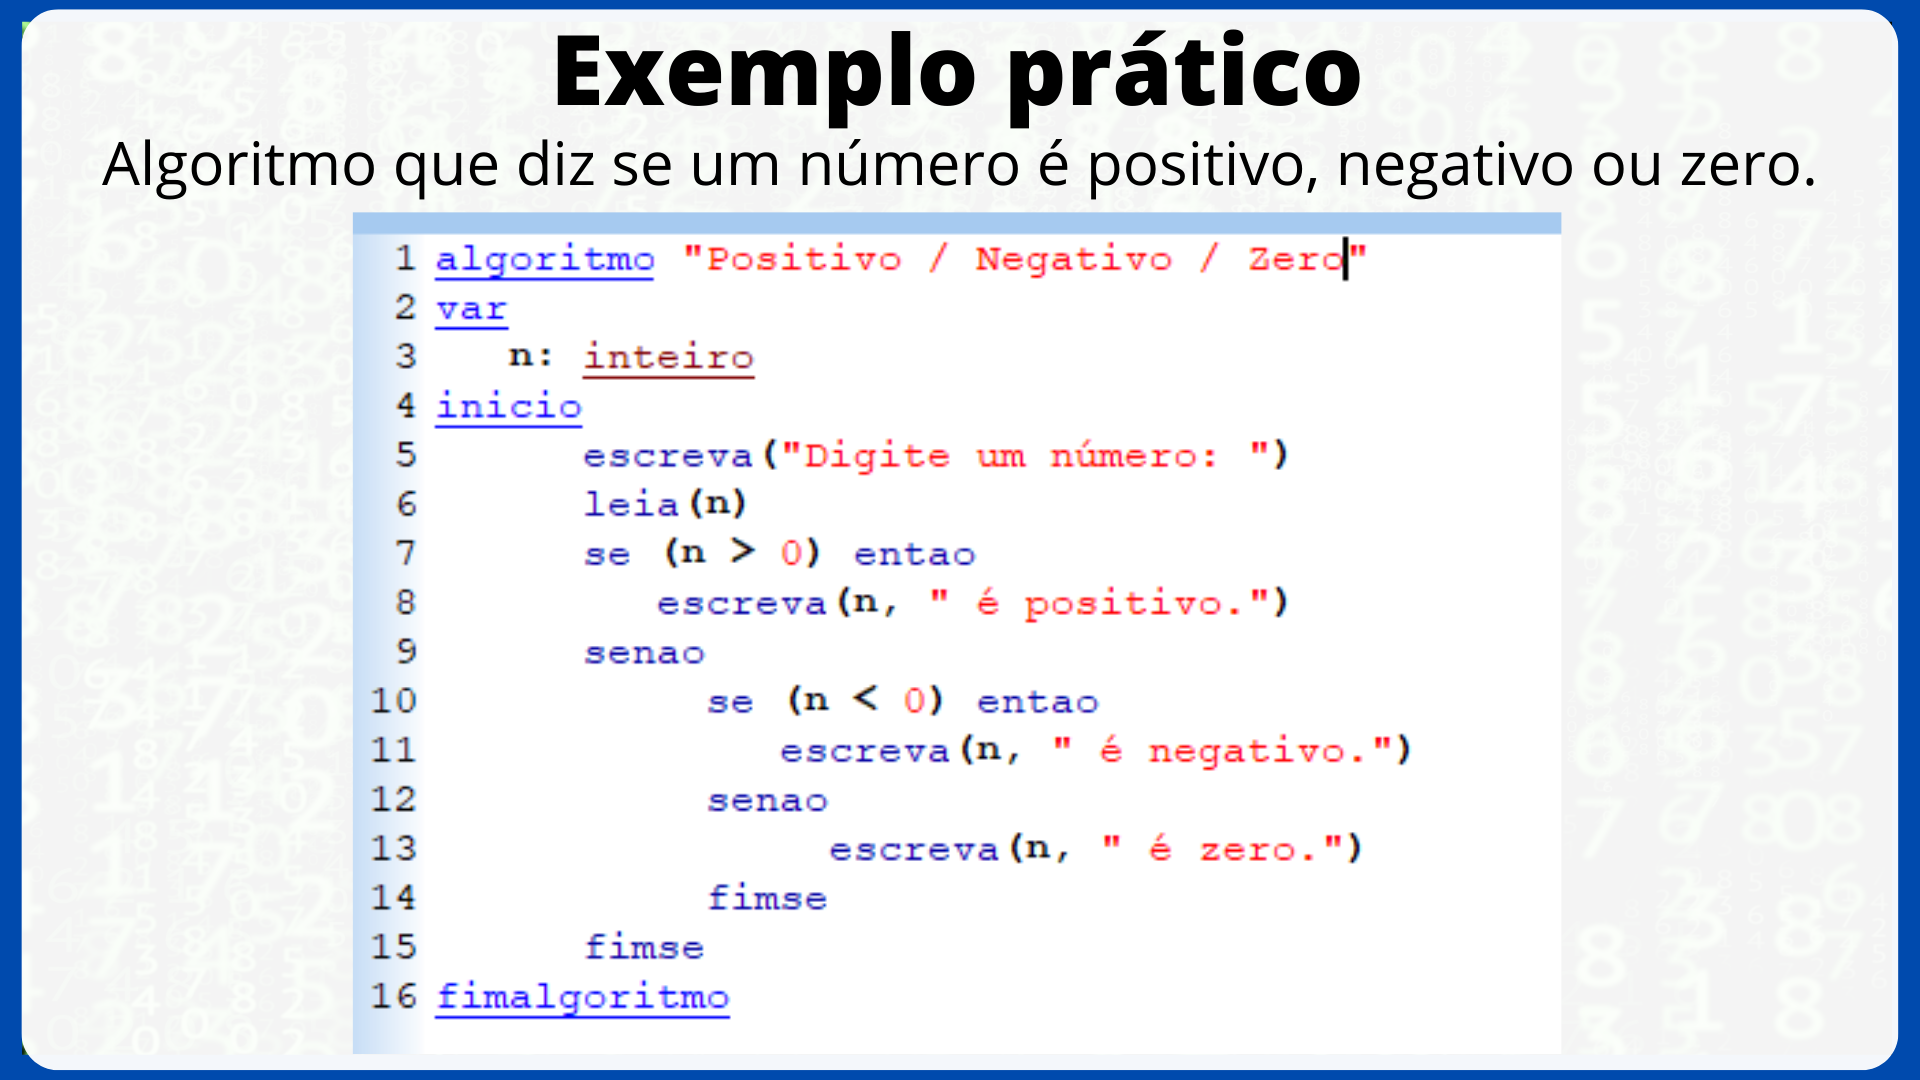 Exemplo prático
Algoritmo que diz se um número é positivo, negativo ou zero.
1 algoritmo "Positivo / Negativo / Zero"
2 var
3 n: inteiro
4 inicio
5 escreva("Digite um número: ")
6 leia(n)
7 se (n > 0) entao
8 escreva(n, " é positivo.")
9 senao
10 se (n < 0) entao
11 escreva(n, " é negativo.")
12 senao
13 escreva(n, " é zero.")
14 fimse
15 fimse
16 fimalgoritmo